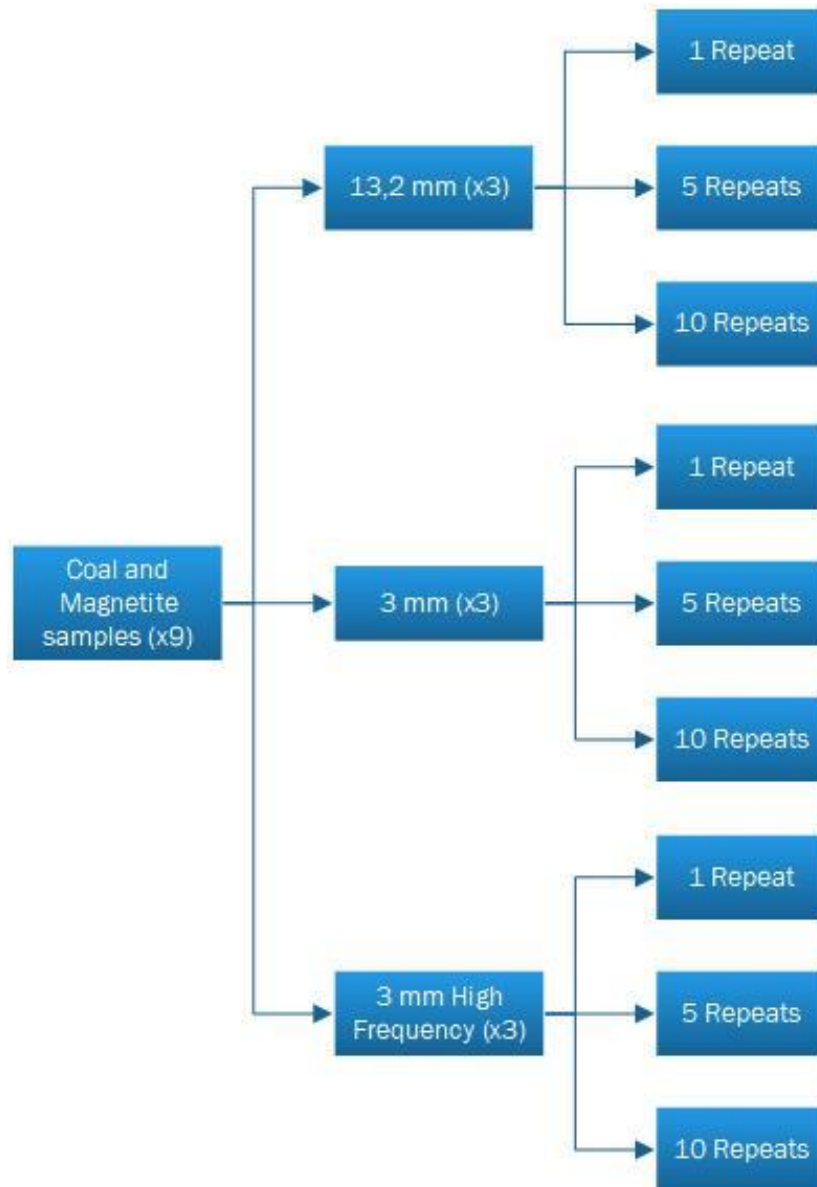 1 Repeat
13,2 mm (x3)
5 Repeats
10 Repeats
1 Repeat
Coal and
Magnetite
samples (x9)
3 mm (x3)
5 Repeats
10 Repeats
1 Repeat
3 mm High
Frequency (x3)
5 Repeats
10 Repeats